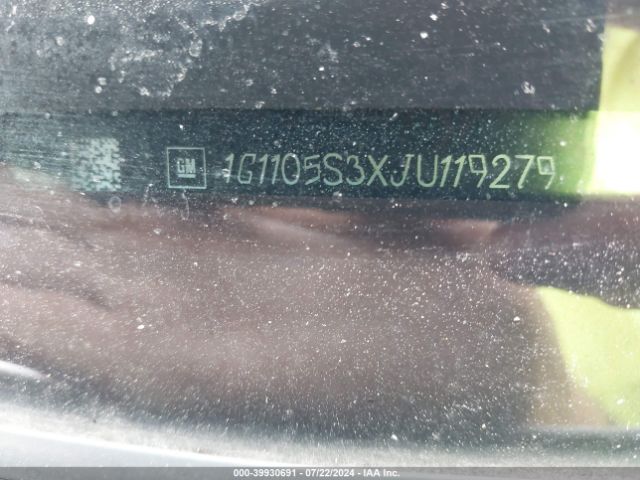 GM 1G1105S3XJU119279
000-39930691 - 07/22/2024 - IAA Inc.